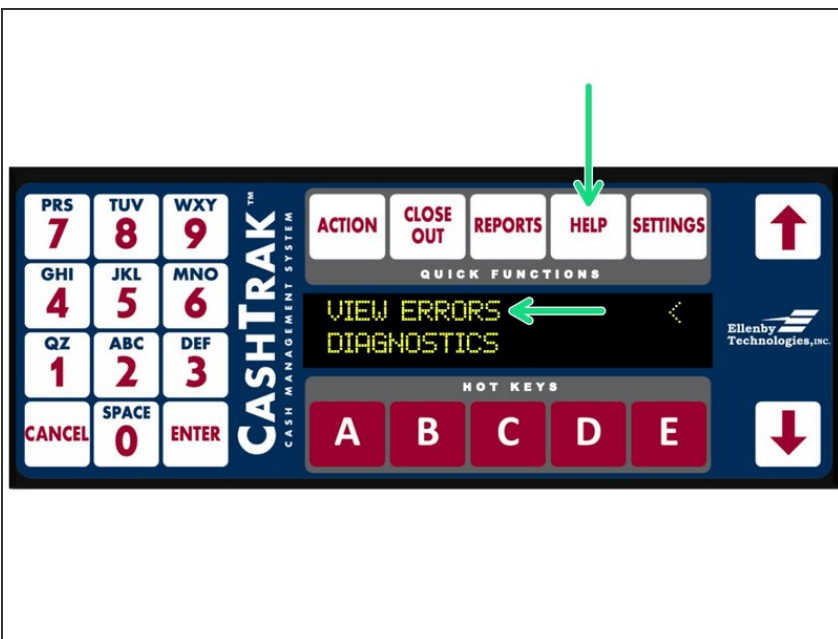 PRS TUV WXY
7 8 9
GHI JKL MNO
4 5 6
QZ ABC DEF
1 2 3
CANCEL SPACE 0 ENTER
CASHTRAK™
CASH MANAGEMENT SYSTEM
ACTION CLOSE OUT REPORTS HELP SETTINGS
QUICK FUNCTIONS
VIEW ERRORS <
DIAGNOSTICS
HOT KEYS
A B C D E
Ellenby
Technologies, INC.